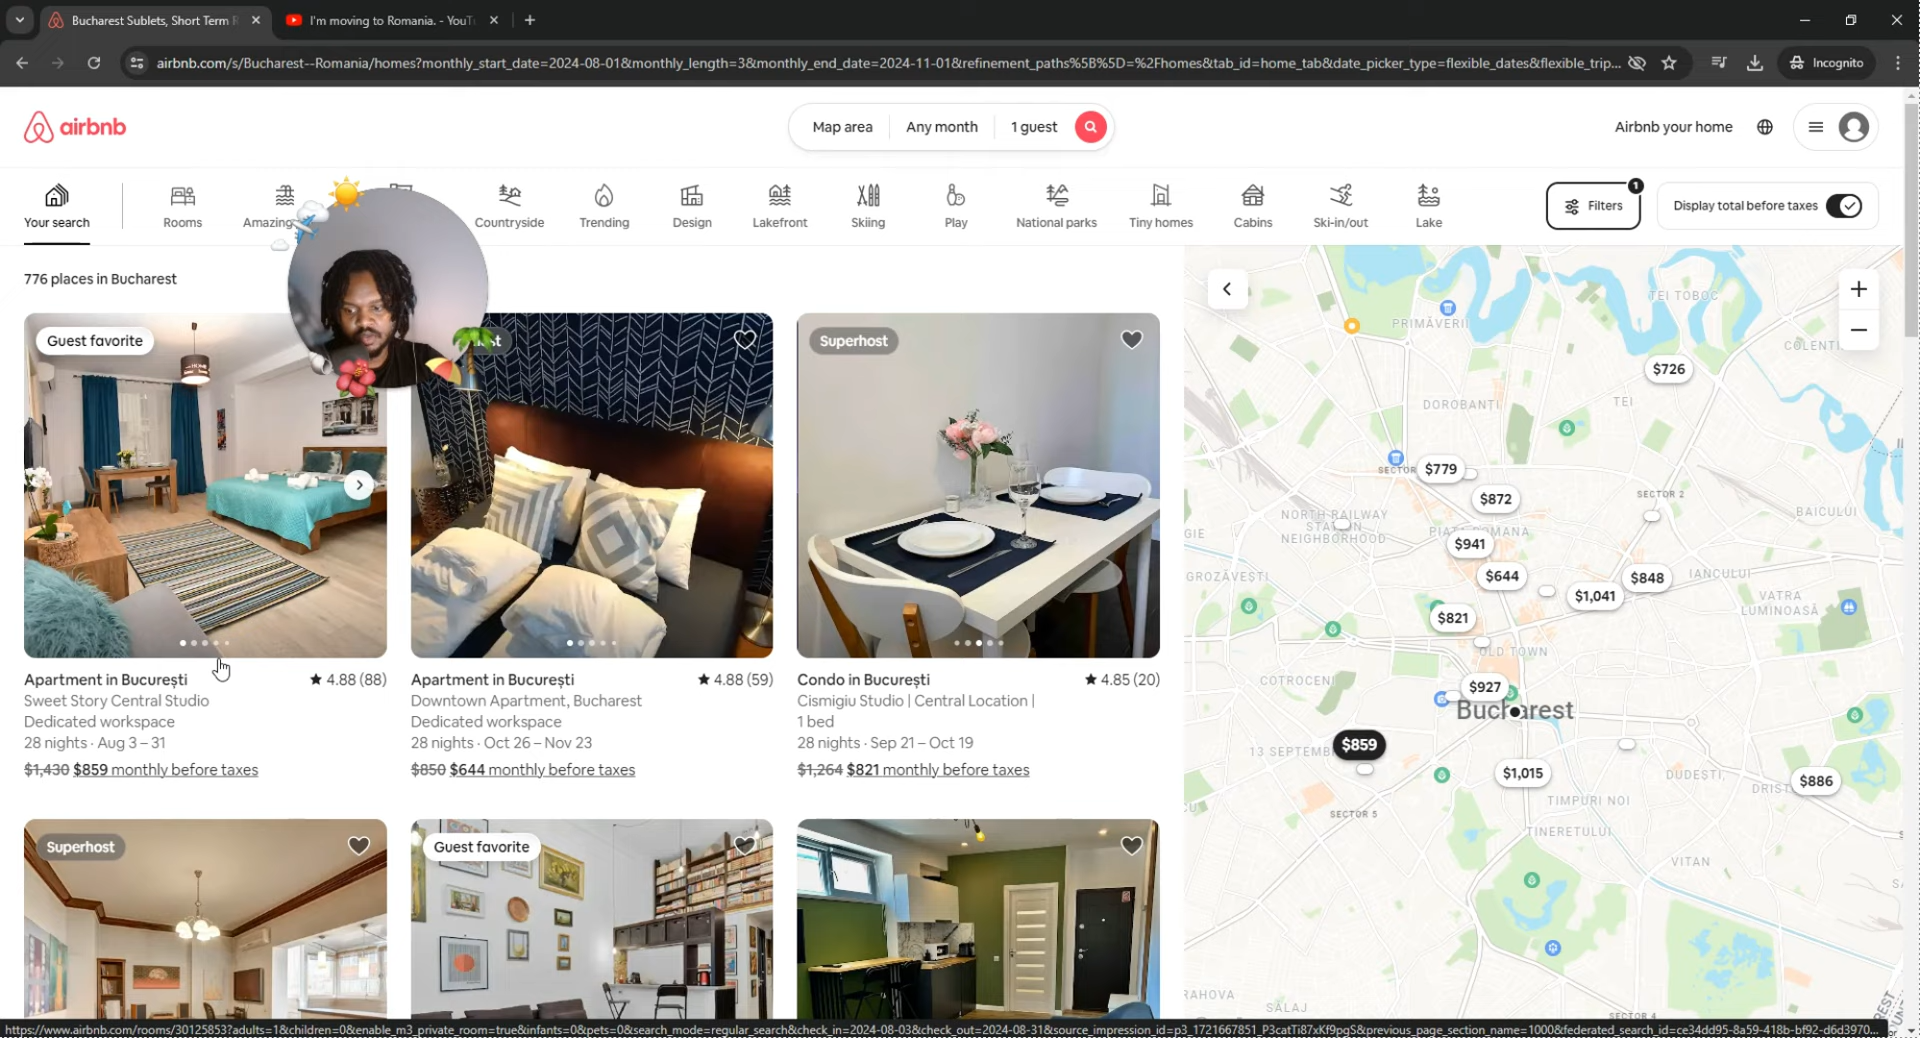 Bucharest Sublets, Short Term R
I'm moving to Romania. - YouTu
airbnb.com/s/Bucharest--Romania/homes?monthly_start_date=2024-08-01&monthly_length=3&monthly_end_date=2024-11-01&refinement_paths%5B%5D=%2Fhomes&tab_id=home_tab&date_picker_type=flexible_dates&flexible_trip...
Incognito
airbnb
Map area
Any month
1 guest
Airbnb your home
Your search
Rooms
Amazing
Countryside
Trending
Design
Lakefront
Skiing
Play
National parks
Tiny homes
Cabins
Ski-in/out
Lake
Filters
1
Display total before taxes
776 places in Bucharest
Guest favorite
Superhost
Apartment in București
4.88 (88)
Sweet Story Central Studio
Dedicated workspace
28 nights · Aug 3 – 31
$1,430 $859 monthly before taxes
Apartment in București
4.88 (59)
Downtown Apartment, Bucharest
Dedicated workspace
28 nights · Oct 26 – Nov 23
$850 $644 monthly before taxes
Condo in București
4.85 (20)
Cismigiu Studio | Central Location |
1 bed
28 nights · Sep 21 – Oct 19
$1,264 $821 monthly before taxes
Superhost
Guest favorite
TEI TOBOC
PRIMĂVERII
COLENTI
$726
DOROBANȚI
TEI
SECTOR
$779
$872
SECTOR 2
BAICULUI
GIE
NORTH RAILWAY
STATION
NEIGHBORHOOD
PIAȚA ROMANA
$941
GROZĂVEȘTI
$644
$848
IANCULUI
$1,041
VATRA
LUMINOASĂ
$821
OLD TOWN
COTROCENI
$927
Bucharest
13 SEPTEMB
$859
$1,015
DUDEȘTI
$886
DRIST
TIMPURI NOI
SECTOR 5
TINERETULUI
VITAN
RAHOVA
SĂLAJ
SECTOR 4
https://www.airbnb.com/rooms/30125853?adults=1&children=0&enable_m3_private_room=true&infants=0&pets=0&search_mode=regular_search&check_in=2024-08-03&check_out=2024-08-31&source_impression_id=p3_1721667851_P3catTi87xKf9pgS&previous_page_section_name=1000&federated_search_id=ce34dd95-8a59-418b-bf92-d6d3970...